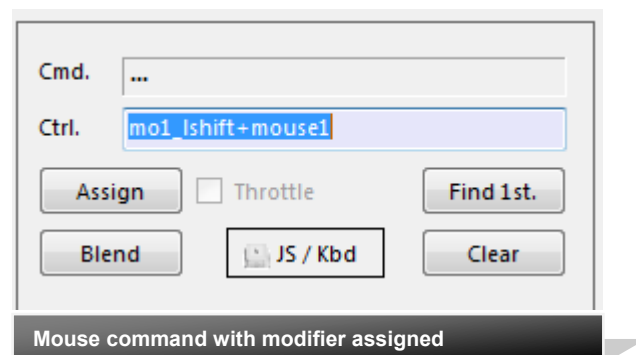 Cmd. ...
Ctrl. mo1_lshift+mouse1
Assign Throttle Find 1st.
Blend JS / Kbd Clear
Mouse command with modifier assigned